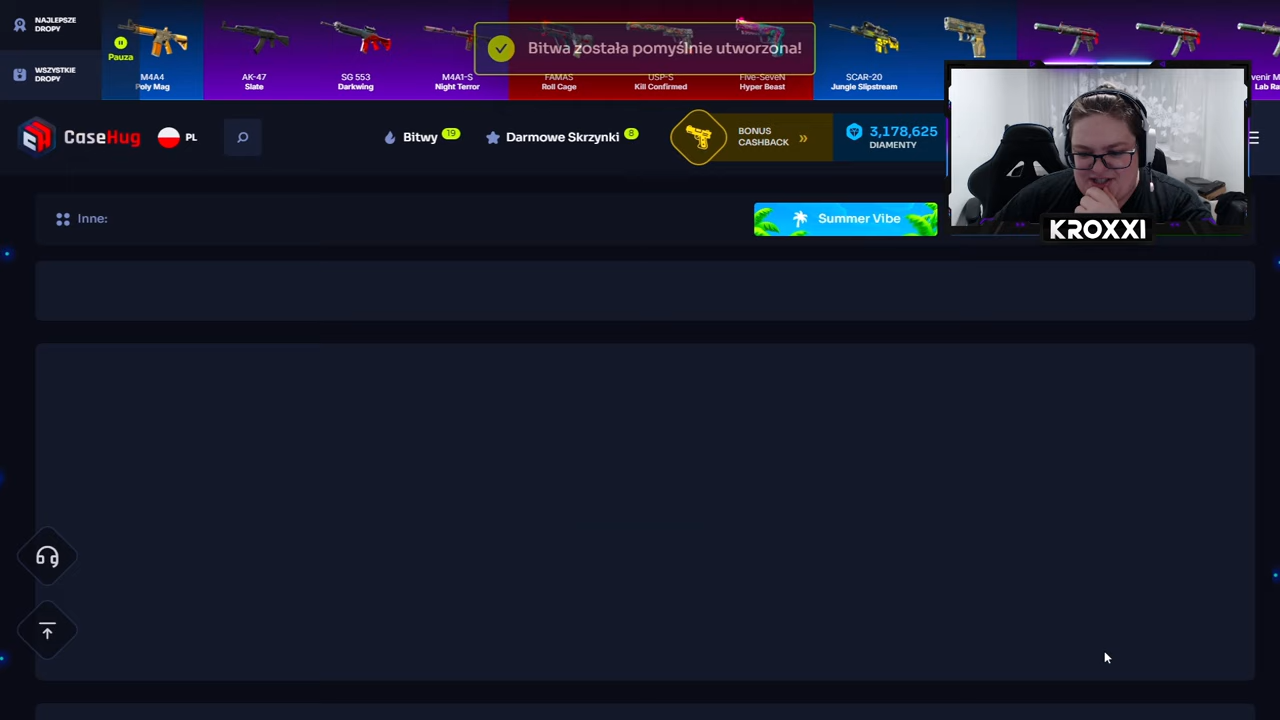 NAJLEPSZE
DROPY
WSZYSTKIE
DROPY
Pauza
M4A4
Poly Mag
AK-47
Slate
SG 553
Darkwing
M4A1-S
Night Terror
FAMAS
Roll Cage
USP-S
Kill Confirmed
Five-SeveN
Hyper Beast
SCAR-20
Jungle Slipstream
Bitwa została pomyślnie utworzona!
CaseHug
PL
Bitwy 19
Darmowe Skrzynki 8
BONUS
CASHBACK
3,178,625
DIAMENTY
Inne:
Summer Vibe
KROXXI